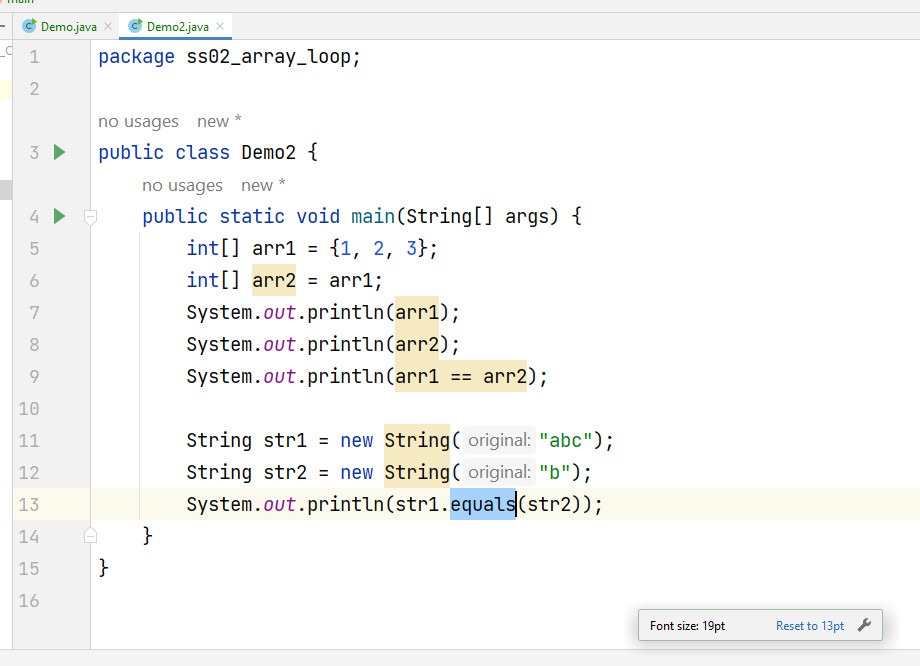 main
Demo.java Demo2.java
1 package ss02_array_loop;
2
no usages new *
3 public class Demo2 {
no usages new *
4 public static void main(String[] args) {
5 int[] arr1 = {1, 2, 3};
6 int[] arr2 = arr1;
7 System.out.println(arr1);
8 System.out.println(arr2);
9 System.out.println(arr1 == arr2);
10
11 String str1 = new String( original: "abc");
12 String str2 = new String( original: "b");
13 System.out.println(str1.equals(str2));
14 }
15 }
16
Font size: 19pt Reset to 13pt